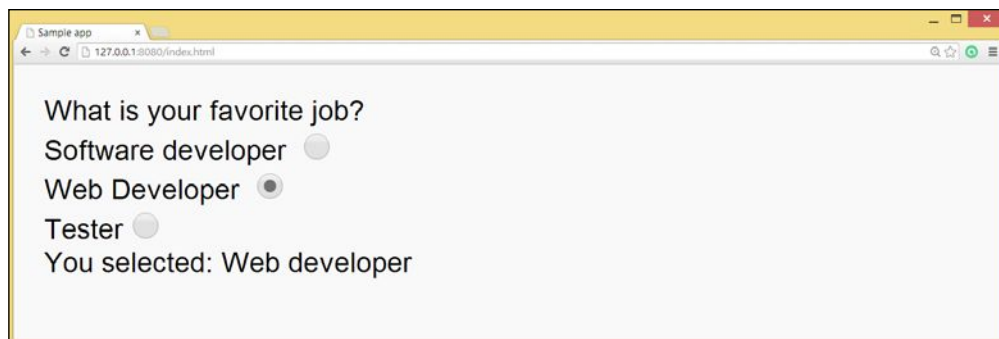 Sample app
127.0.0.1:8080/index.html
What is your favorite job?
Software developer
Web Developer
Tester
You selected: Web developer